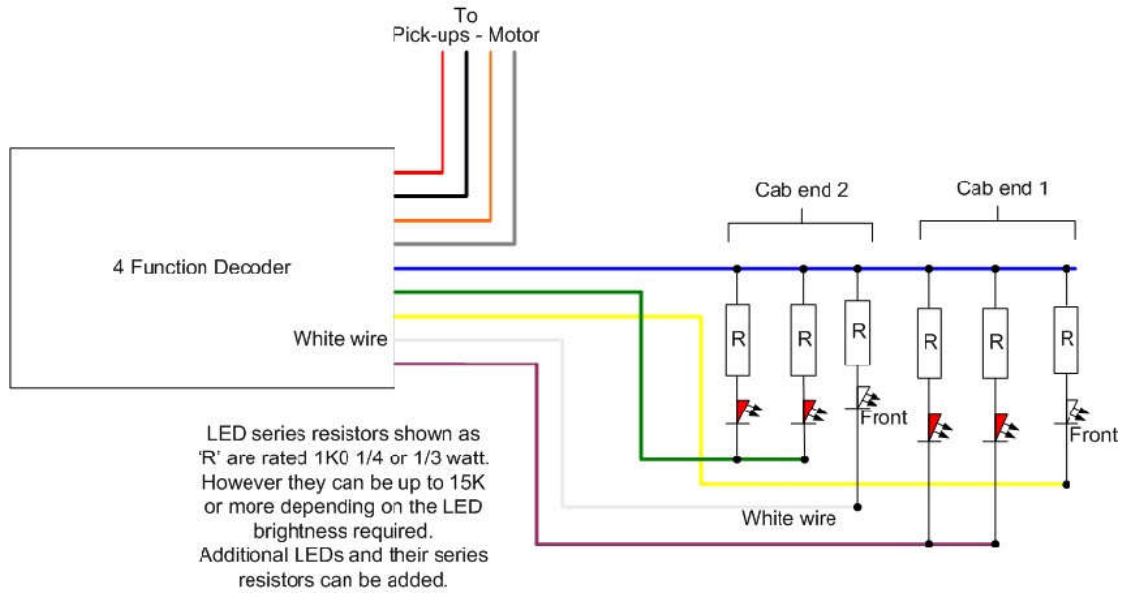 To
Pick-ups - Motor
Cab end 2
Cab end 1
4 Function Decoder
White wire
R
R
R
R
R
R
Front
Front
White wire
LED series resistors shown as
'R' are rated 1K0 1/4 or 1/3 watt.
However they can be up to 15K
or more depending on the LED
brightness required.
Additional LEDs and their series
resistors can be added.